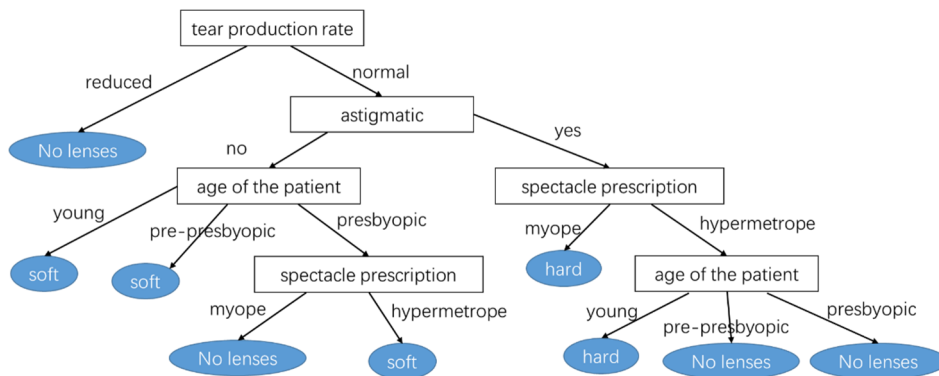 tear production rate
reduced
normal
astigmatic
No lenses
no
yes
age of the patient
spectacle prescription
young
pre-presbyopic
presbyopic
myope
hypermetrope
soft
soft
spectacle prescription
hard
age of the patient
myope
hypermetrope
young
pre-presbyopic
presbyopic
No lenses
soft
hard
No lenses
No lenses